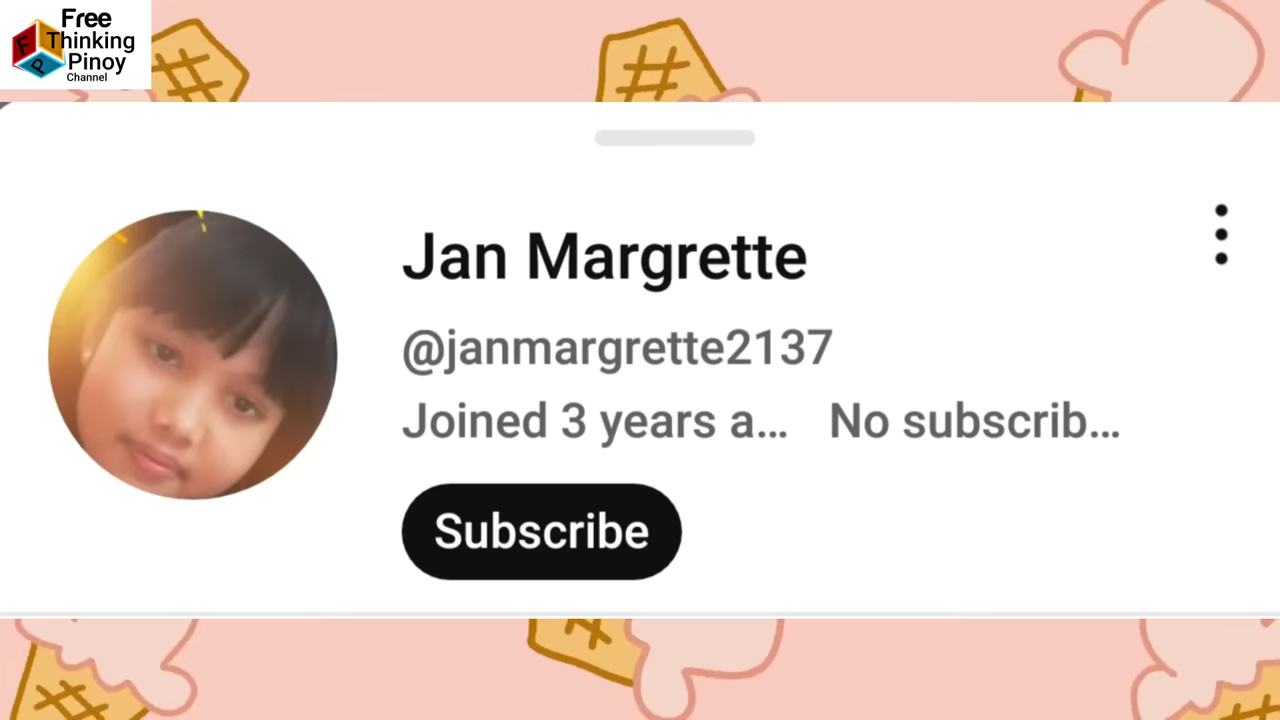 Free
Thinking
Pinoy
Channel
F
P
Jan Margrette
@janmargrette2137
Joined 3 years a... No subscrib...
Subscribe